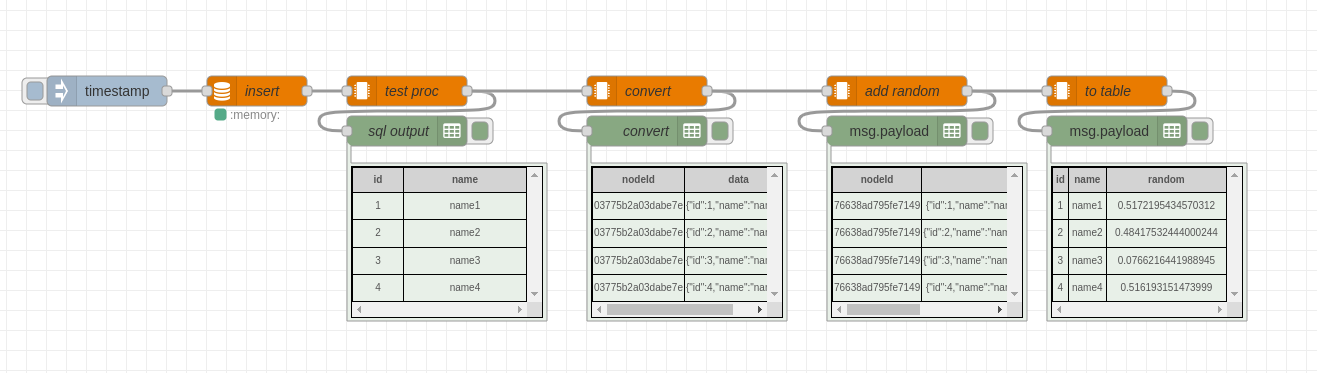 timestamp
insert
test proc
convert
add random
to table
:memory:
sql output
convert
msg.payload
msg.payload
id name
1 name1
2 name2
3 name3
4 name4
nodeId data
03775b2a03dabe7e {"id":1,"name":"nar
03775b2a03dabe7e {"id":2,"name":"nar
03775b2a03dabe7e {"id":3,"name":"nar
03775b2a03dabe7e {"id":4,"name":"nar
nodeId
76638ad795fe7149 {"id":1,"name":"nam
76638ad795fe7149 {"id":2,"name":"nam
76638ad795fe7149 {"id":3,"name":"nam
76638ad795fe7149 {"id":4,"name":"nam
id name random
1 name1 0.5172195434570312
2 name2 0.48417532444000244
3 name3 0.0766216441988945
4 name4 0.516193151473999